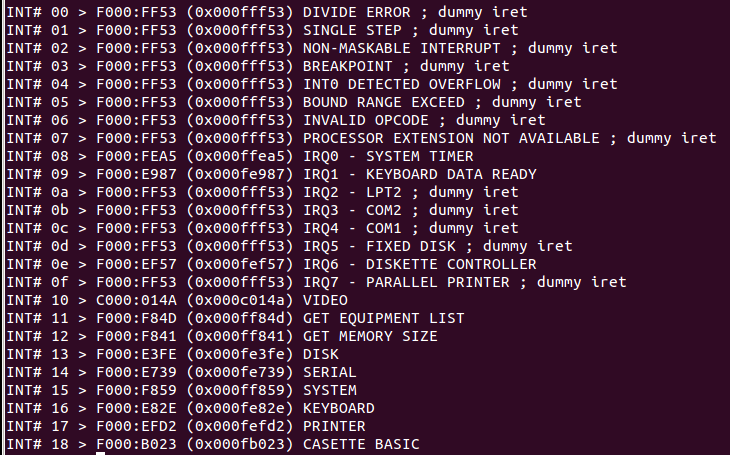 INT# 00 > F000:FF53 (0x000fff53) DIVIDE ERROR ; dummy iret
INT# 01 > F000:FF53 (0x000fff53) SINGLE STEP ; dummy iret
INT# 02 > F000:FF53 (0x000fff53) NON-MASKABLE INTERRUPT ; dummy iret
INT# 03 > F000:FF53 (0x000fff53) BREAKPOINT ; dummy iret
INT# 04 > F000:FF53 (0x000fff53) INT0 DETECTED OVERFLOW ; dummy iret
INT# 05 > F000:FF53 (0x000fff53) BOUND RANGE EXCEED ; dummy iret
INT# 06 > F000:FF53 (0x000fff53) INVALID OPCODE ; dummy iret
INT# 07 > F000:FF53 (0x000fff53) PROCESSOR EXTENSION NOT AVAILABLE ; dummy iret
INT# 08 > F000:FEA5 (0x000ffea5) IRQ0 - SYSTEM TIMER
INT# 09 > F000:E987 (0x000fe987) IRQ1 - KEYBOARD DATA READY
INT# 0a > F000:FF53 (0x000fff53) IRQ2 - LPT2 ; dummy iret
INT# 0b > F000:FF53 (0x000fff53) IRQ3 - COM2 ; dummy iret
INT# 0c > F000:FF53 (0x000fff53) IRQ4 - COM1 ; dummy iret
INT# 0d > F000:FF53 (0x000fff53) IRQ5 - FIXED DISK ; dummy iret
INT# 0e > F000:EF57 (0x000fef57) IRQ6 - DISKETTE CONTROLLER
INT# 0f > F000:FF53 (0x000fff53) IRQ7 - PARALLEL PRINTER ; dummy iret
INT# 10 > C000:014A (0x000c014a) VIDEO
INT# 11 > F000:F84D (0x000ff84d) GET EQUIPMENT LIST
INT# 12 > F000:F841 (0x000ff841) GET MEMORY SIZE
INT# 13 > F000:E3FE (0x000fe3fe) DISK
INT# 14 > F000:E739 (0x000fe739) SERIAL
INT# 15 > F000:F859 (0x000ff859) SYSTEM
INT# 16 > F000:E82E (0x000fe82e) KEYBOARD
INT# 17 > F000:EFD2 (0x000fefd2) PRINTER
INT# 18 > F000:B023 (0x000fb023) CASETTE BASIC